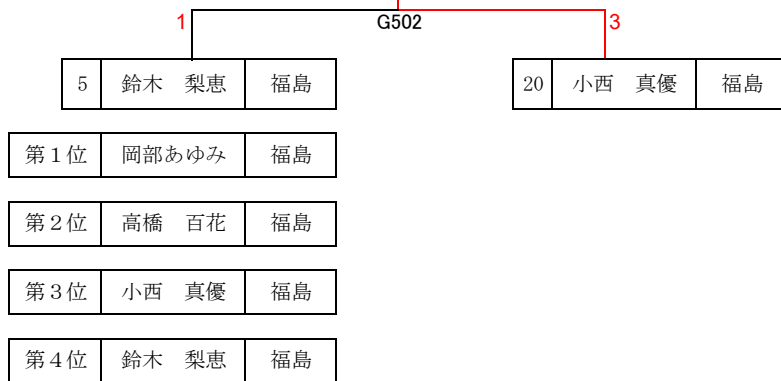 1 G502 3
5 鈴木 梨恵 福島 20 小西 真優 福島
第1位 岡部あゆみ 福島
第2位 高橋 百花 福島
第3位 小西 真優 福島
第4位 鈴木 梨恵 福島